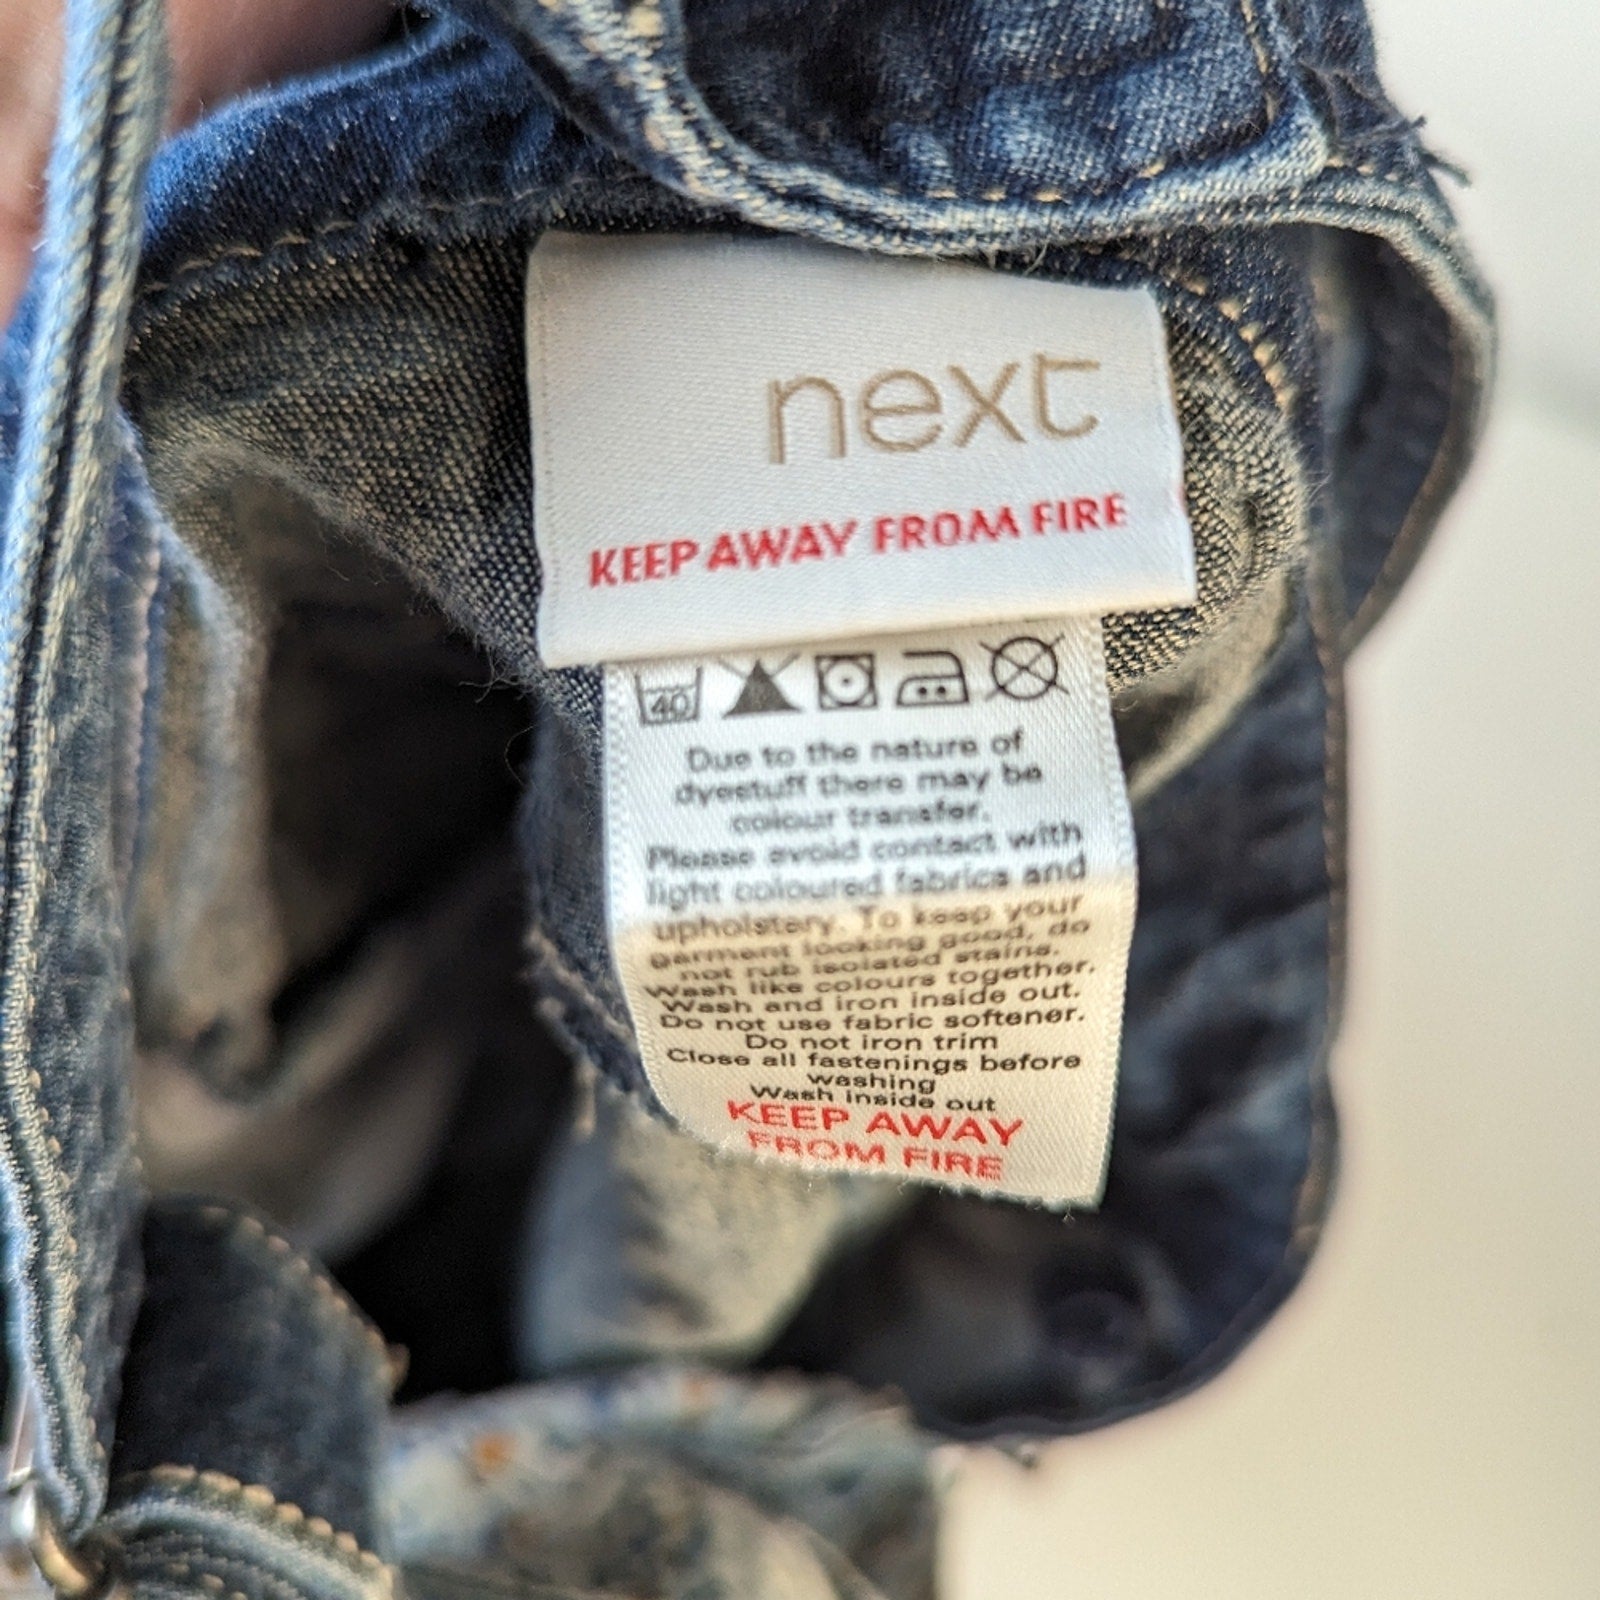 next
KEEP AWAY FROM FIRE
40
Due to the nature of
dyestuff there may be
colour transfer.
Please avoid contact with
light coloured fabrics and
upholstery. To keep your
garment looking good, do
not rub isolated stains.
Wash like colours together.
Wash and iron inside out.
Do not use fabric softener.
Do not iron trim
Close all fastenings before
washing
Wash inside out
KEEP AWAY
FROM FIRE